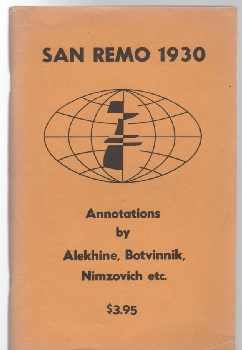 SAN REMO 1930
Annotations
by
Alekhine, Botvinnik,
Nimzovich etc.
$3.95